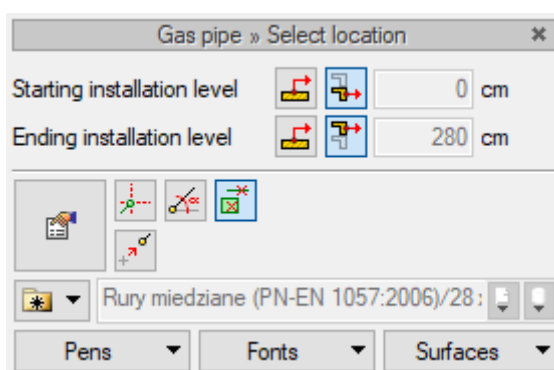 Gas pipe » Select location
Starting installation level 0 cm
Ending installation level 280 cm
Rury miedziane (PN-EN 1057:2006)/28
Pens Fonts Surfaces